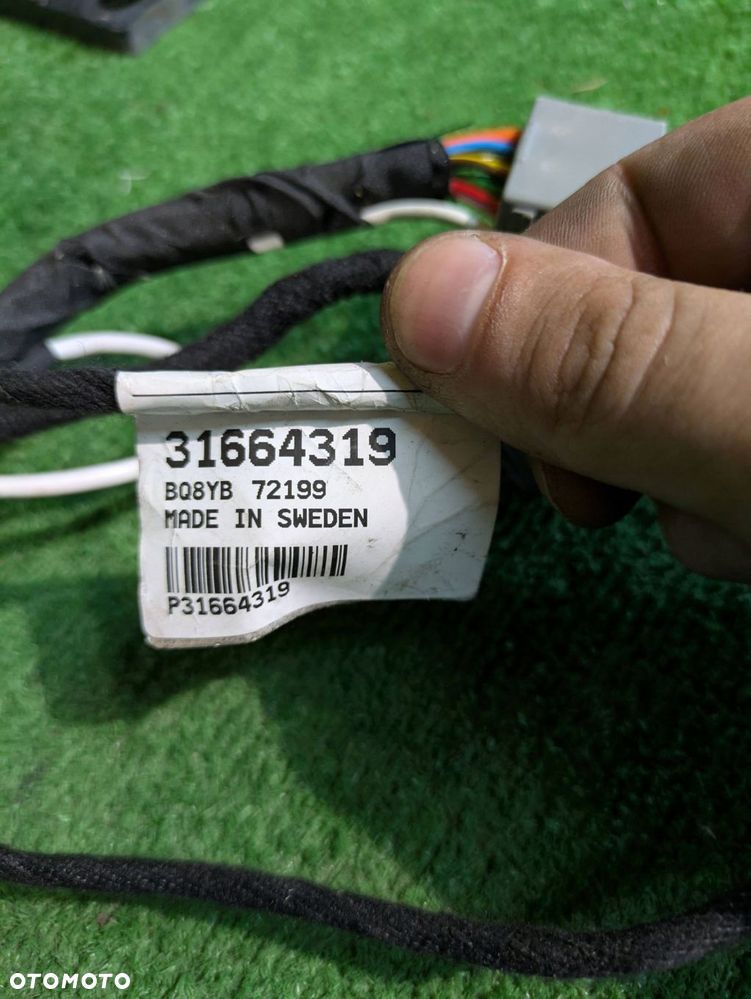 31664319
BQ8YB 72199
MADE IN SWEDEN
P31664319
OTOMOTO